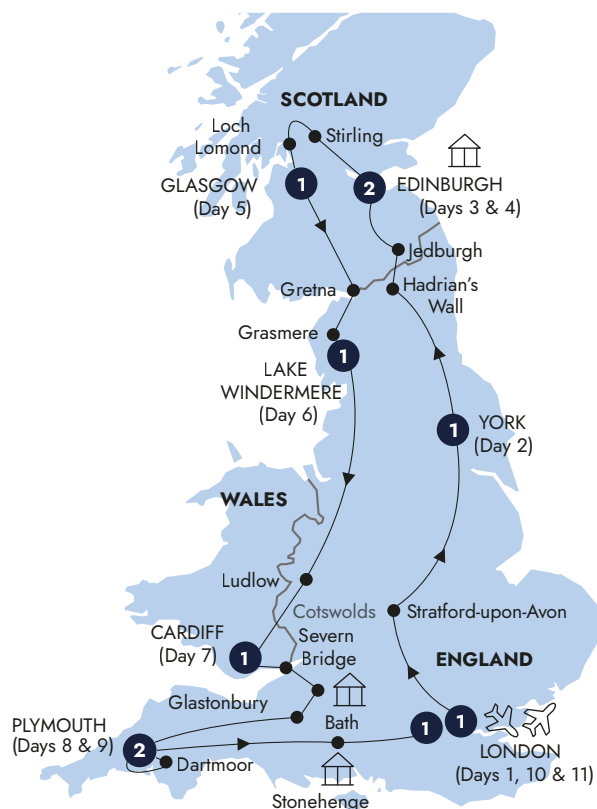 SCOTLAND
Loch
Lomond
Stirling
GLASGOW
(Day 5)
1
2
EDINBURGH
(Days 3 & 4)
Jedburgh
Gretna
Hadrian's
Wall
Grasmere
1
LAKE
WINDERMERE
(Day 6)
1
YORK
(Day 2)
WALES
Ludlow
Cotswolds
Stratford-upon-Avon
CARDIFF
(Day 7)
1
Severn
Bridge
ENGLAND
Glastonbury
PLYMOUTH
(Days 8 & 9)
2
Bath
1
1
Dartmoor
LONDON
(Days 1, 10 & 11)
Stonehenge